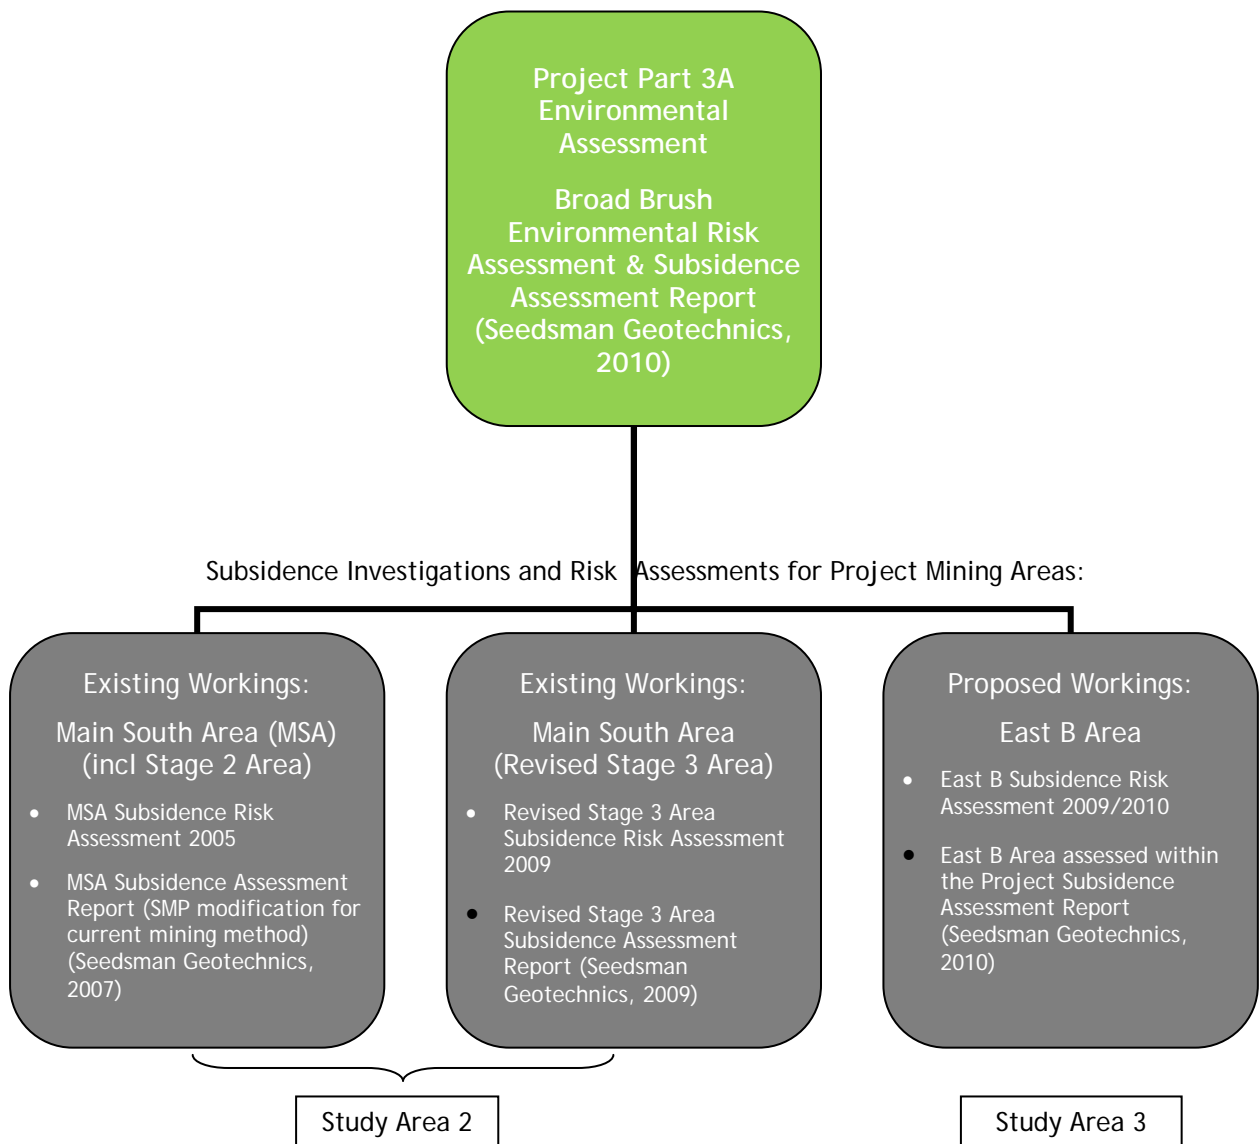 Project Part 3A
Environmental
Assessment
Broad Brush
Environmental Risk
Assessment & Subsidence
Assessment Report
(Seedsman Geotechnics,
2010)
Subsidence Investigations and Risk Assessments for Project Mining Areas:
Existing Workings:
Main South Area (MSA)
(incl Stage 2 Area)
• MSA Subsidence Risk
Assessment 2005
• MSA Subsidence Assessment
Report (SMP modification for
current mining method)
(Seedsman Geotechnics,
2007)
Existing Workings:
Main South Area
(Revised Stage 3 Area)
• Revised Stage 3 Area
Subsidence Risk Assessment
2009
• Revised Stage 3 Area
Subsidence Assessment
Report (Seedsman
Geotechnics, 2009)
Proposed Workings:
East B Area
• East B Subsidence Risk
Assessment 2009/2010
• East B Area assessed within
the Project Subsidence
Assessment Report
(Seedsman Geotechnics,
2010)
Study Area 2
Study Area 3